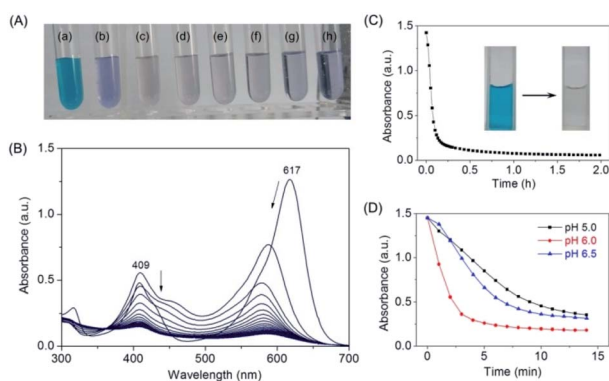 (A)
(a) (b) (c) (d) (e) (f) (g) (h)
(B)
Absorbance (a.u.)
1.5
1.0
0.5
0.0
409
617
300 400 500 600 700
Wavelength (nm)
(C)
Absorbance (a.u.)
1.5
1.0
0.5
0.0
0.0 0.5 1.0 1.5 2.0
Time (h)
(D)
Absorbance (a.u.)
1.5
1.0
0.5
0.0
pH 5.0
pH 6.0
pH 6.5
0 5 10 15
Time (min)